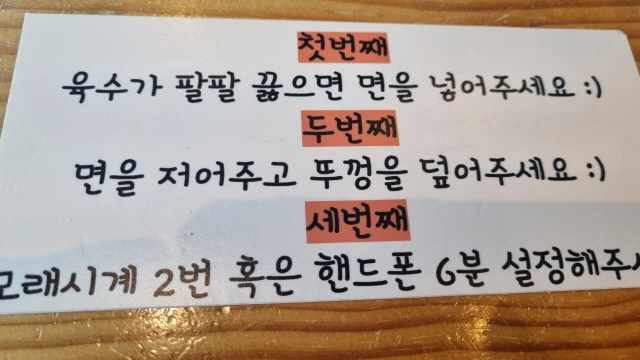 첫번째
육수가 팔팔 끓으면 면을 넣어주세요 :)
두번째
면을 저어주고 뚜껑을 덮어주세요 :)
세번째
모래시계 2번 혹은 핸드폰 6분 설정해주